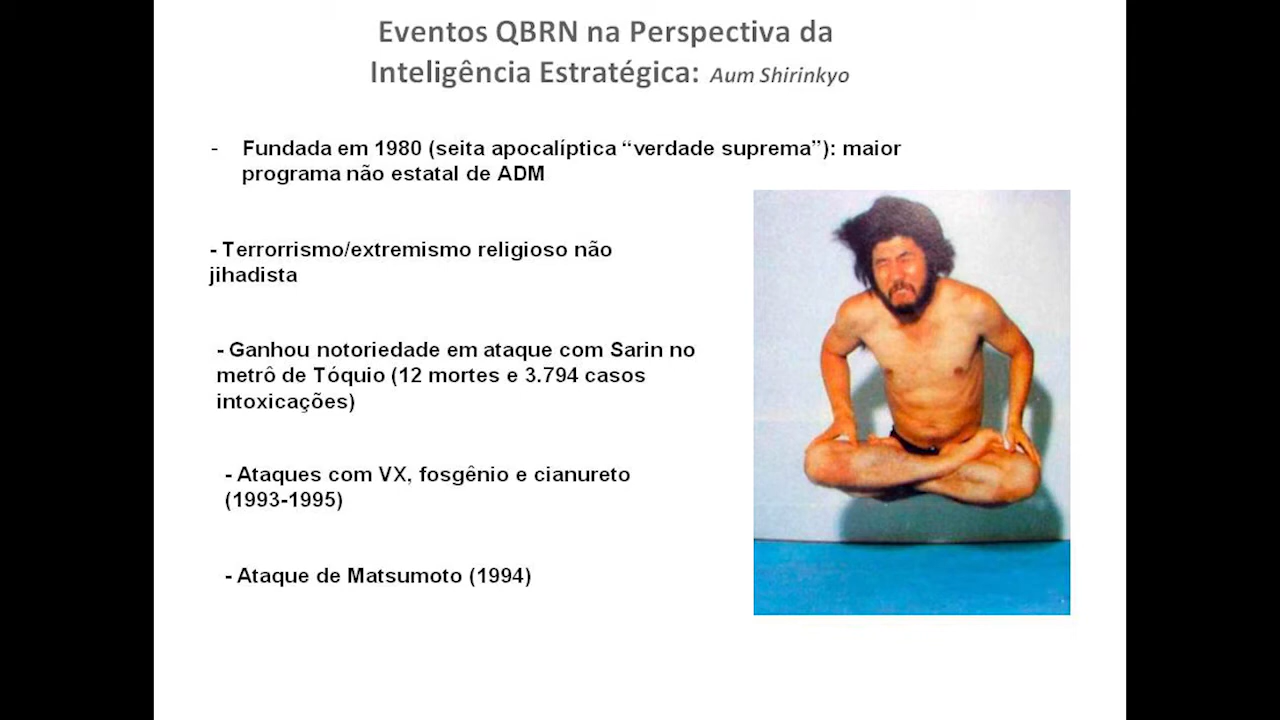 Eventos QBRN na Perspectiva da
Inteligência Estratégica: Aum Shirinkyo
- Fundada em 1980 (seita apocalíptica “verdade suprema”): maior
programa não estatal de ADM
- Terrorrismo/extremismo religioso não
jihadista
- Ganhou notoriedade em ataque com Sarin no
metrô de Tóquio (12 mortes e 3.794 casos
intoxicações)
- Ataques com VX, fosgênio e cianureto
(1993-1995)
- Ataque de Matsumoto (1994)